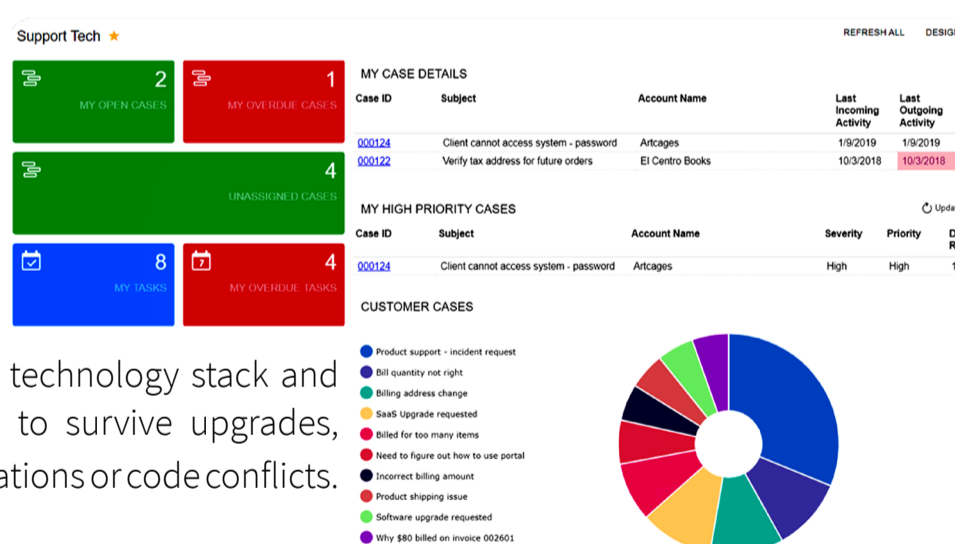 Support Tech
REFRESH ALL
2
MY OPEN CASES
1
MY OVERDUE CASES
4
UNASSIGNED CASES
8
MY TASKS
7
4
MY OVERDUE TASKS
technology stack and
to survive upgrades,
or code conflicts.
MY CASE DETAILS
Case ID Subject Account Name Last Incoming Activity Last Outgoing Activity
000124 Client cannot access system - password Artcages 1/9/2019 1/9/2019
000122 Verify tax address for future orders El Centro Books 10/3/2018 10/3/2018
MY HIGH PRIORITY CASES
Case ID Subject Account Name Severity Priority
000124 Client cannot access system - password Artcages High High
CUSTOMER CASES
Product support - incident request
Bill quantity not right
Billing address change
SaaS Upgrade requested
Billed for too many items
Need to figure out how to use portal
Incorrect billing amount
Product shipping issue
Software upgrade requested
Why $80 billed on invoice 002601